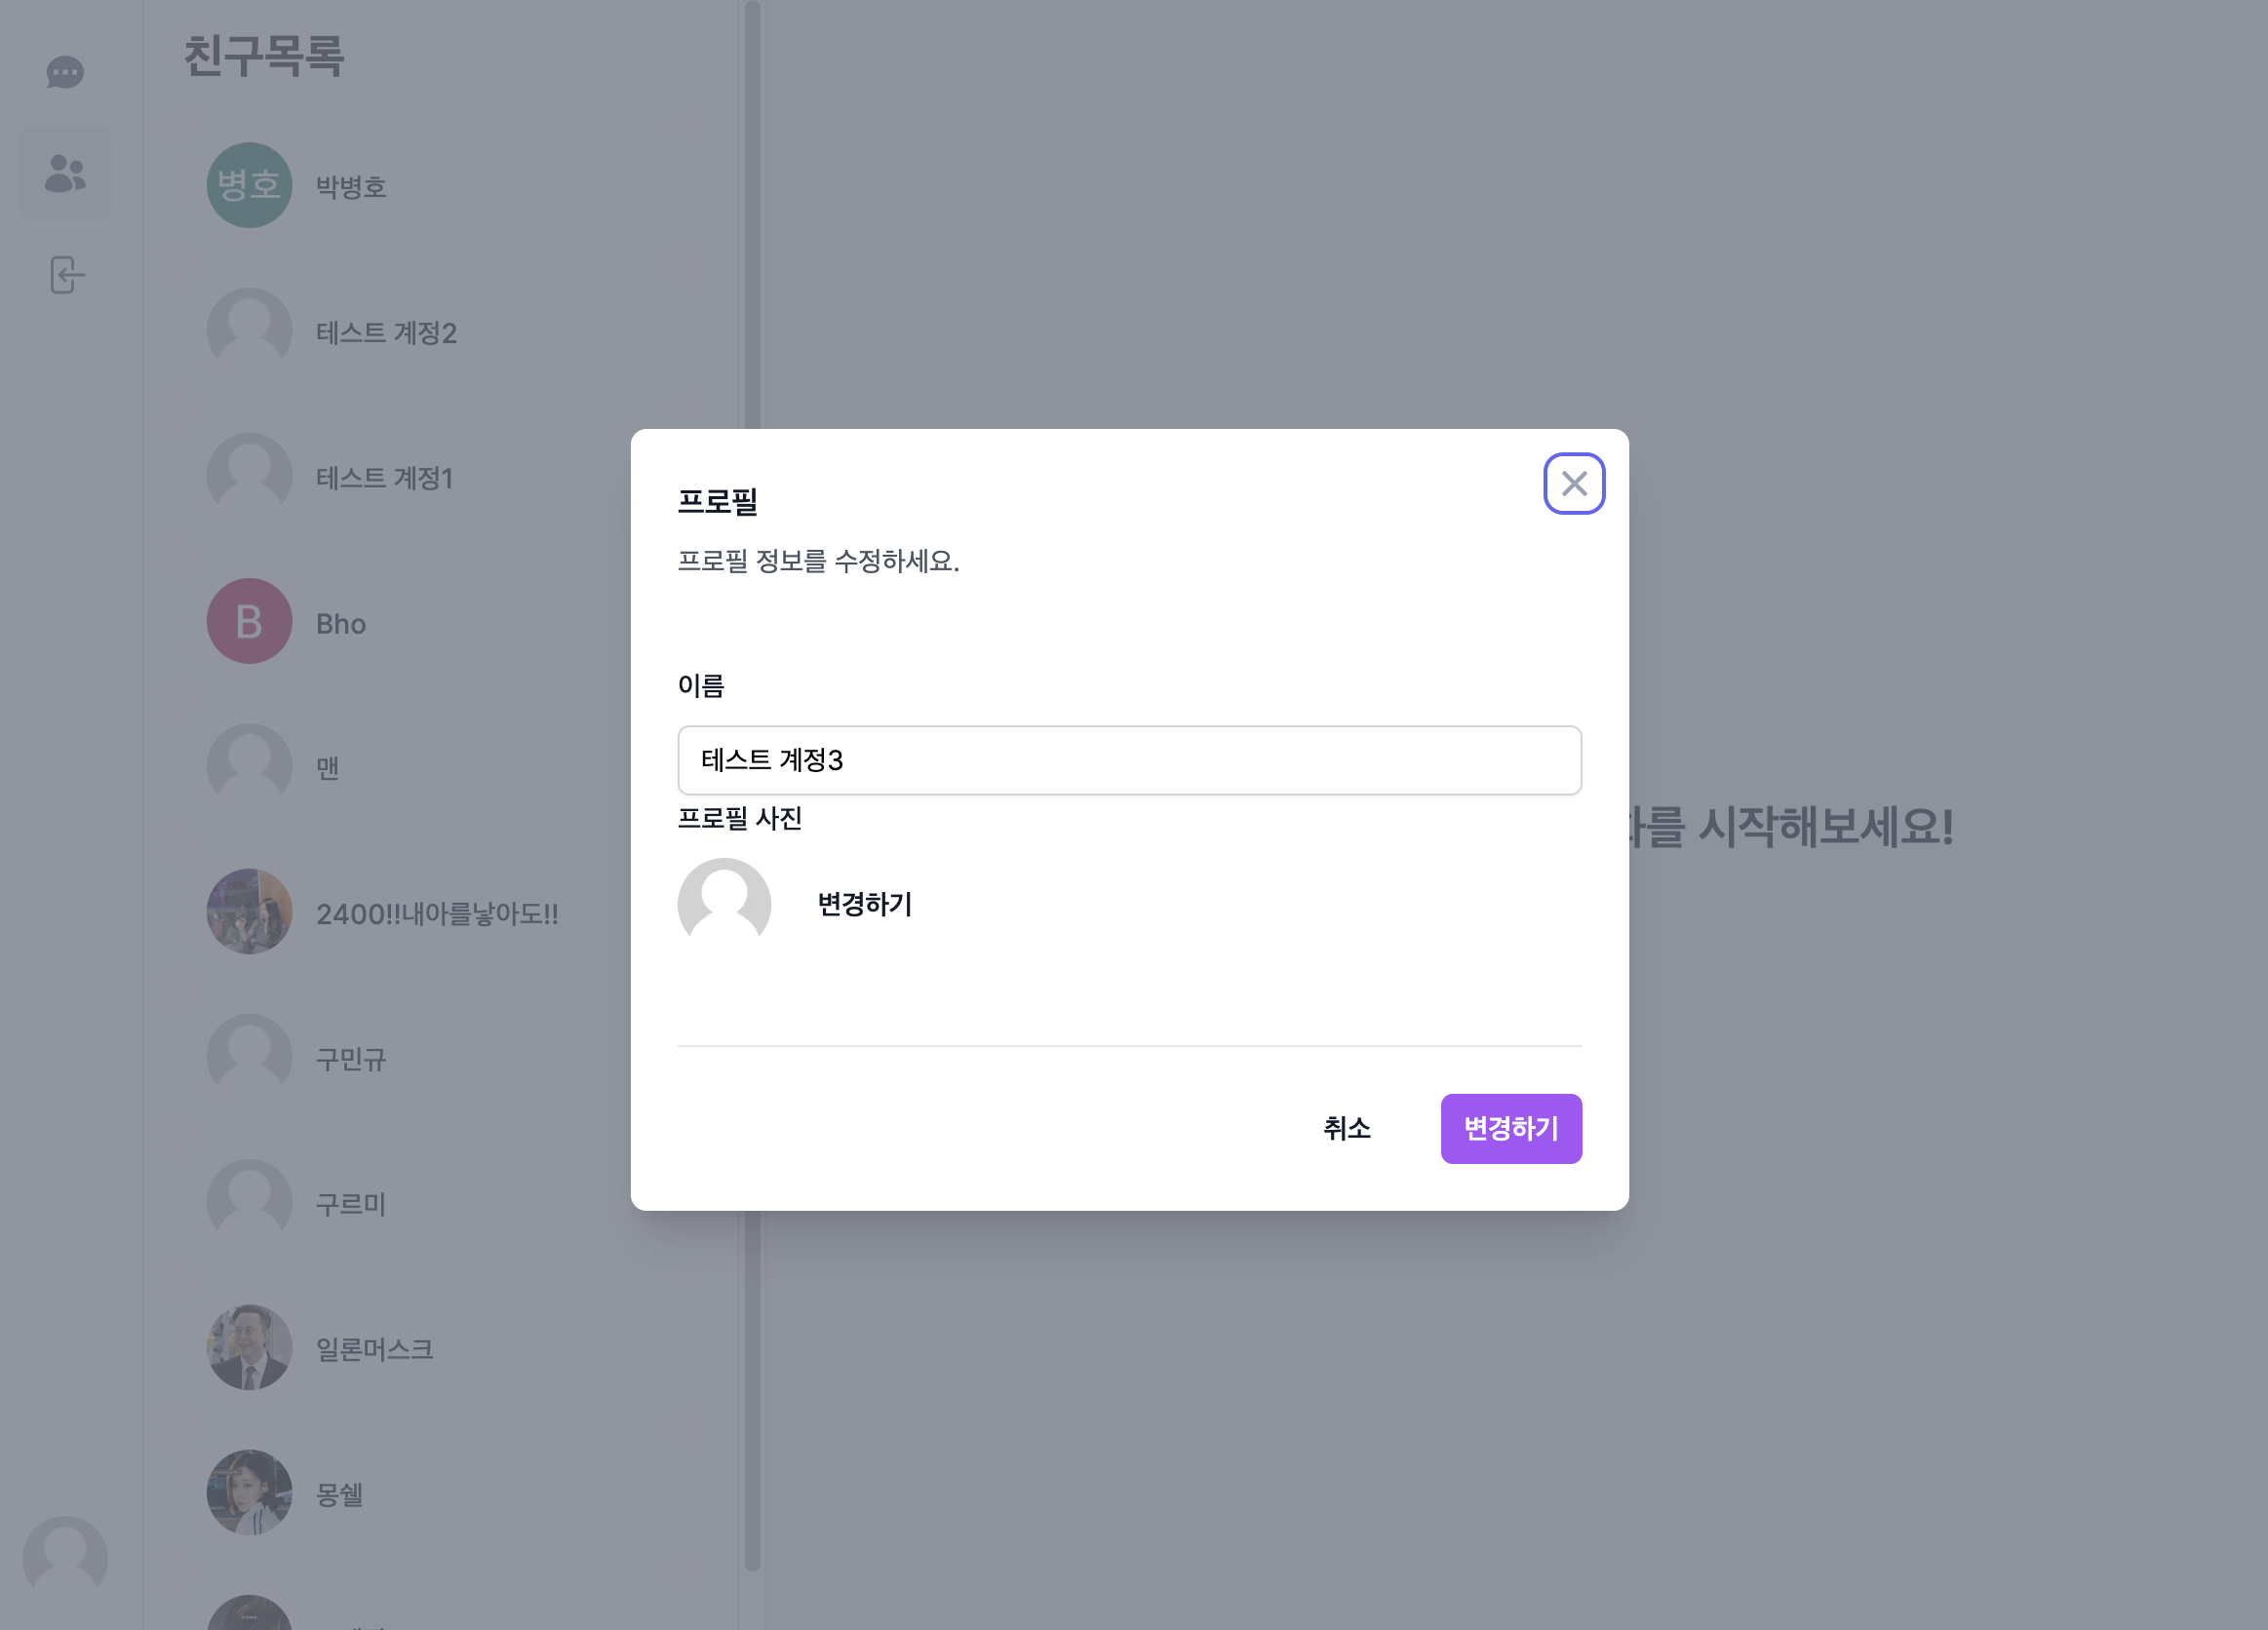 친구목록
병호
박병호
테스트 계정2
테스트 계정1
B
Bho
맨
2400!!내아를낳아도!!
구민규
구르미
일론머스크
몽쉘
프로필
프로필 정보를 수정하세요.
이름
테스트 계정3
프로필 사진
변경하기
취소
변경하기
를 시작해보세요!